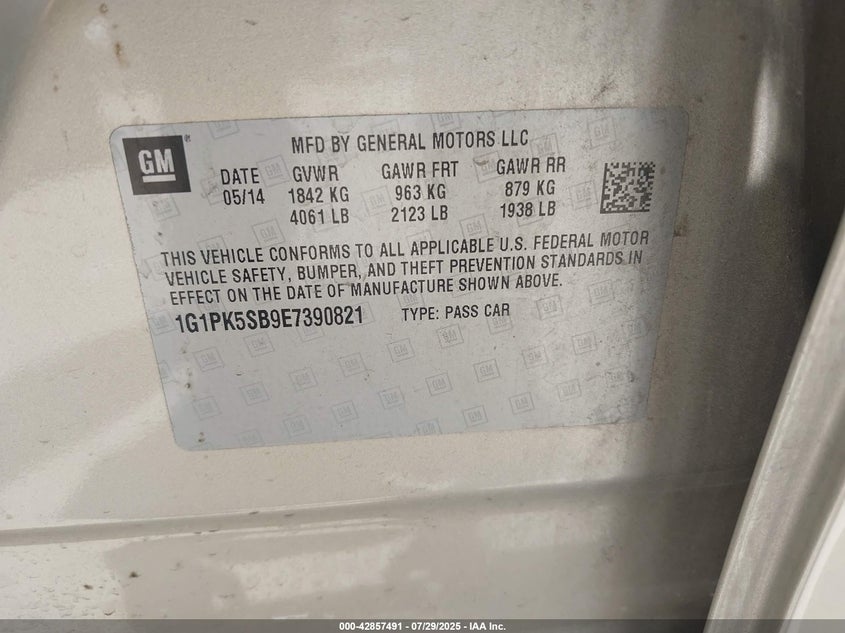 GM
MFD BY GENERAL MOTORS LLC
DATE GVWR GAWR FRT GAWR RR
05/14 1842 KG 963 KG 879 KG
4061 LB 2123 LB 1938 LB
THIS VEHICLE CONFORMS TO ALL APPLICABLE U.S. FEDERAL MOTOR
VEHICLE SAFETY, BUMPER, AND THEFT PREVENTION STANDARDS IN
EFFECT ON THE DATE OF MANUFACTURE SHOWN ABOVE.
1G1PK5SB9E7390821 TYPE: PASS CAR
000-42857491 - 07/29/2025 - IAA Inc.